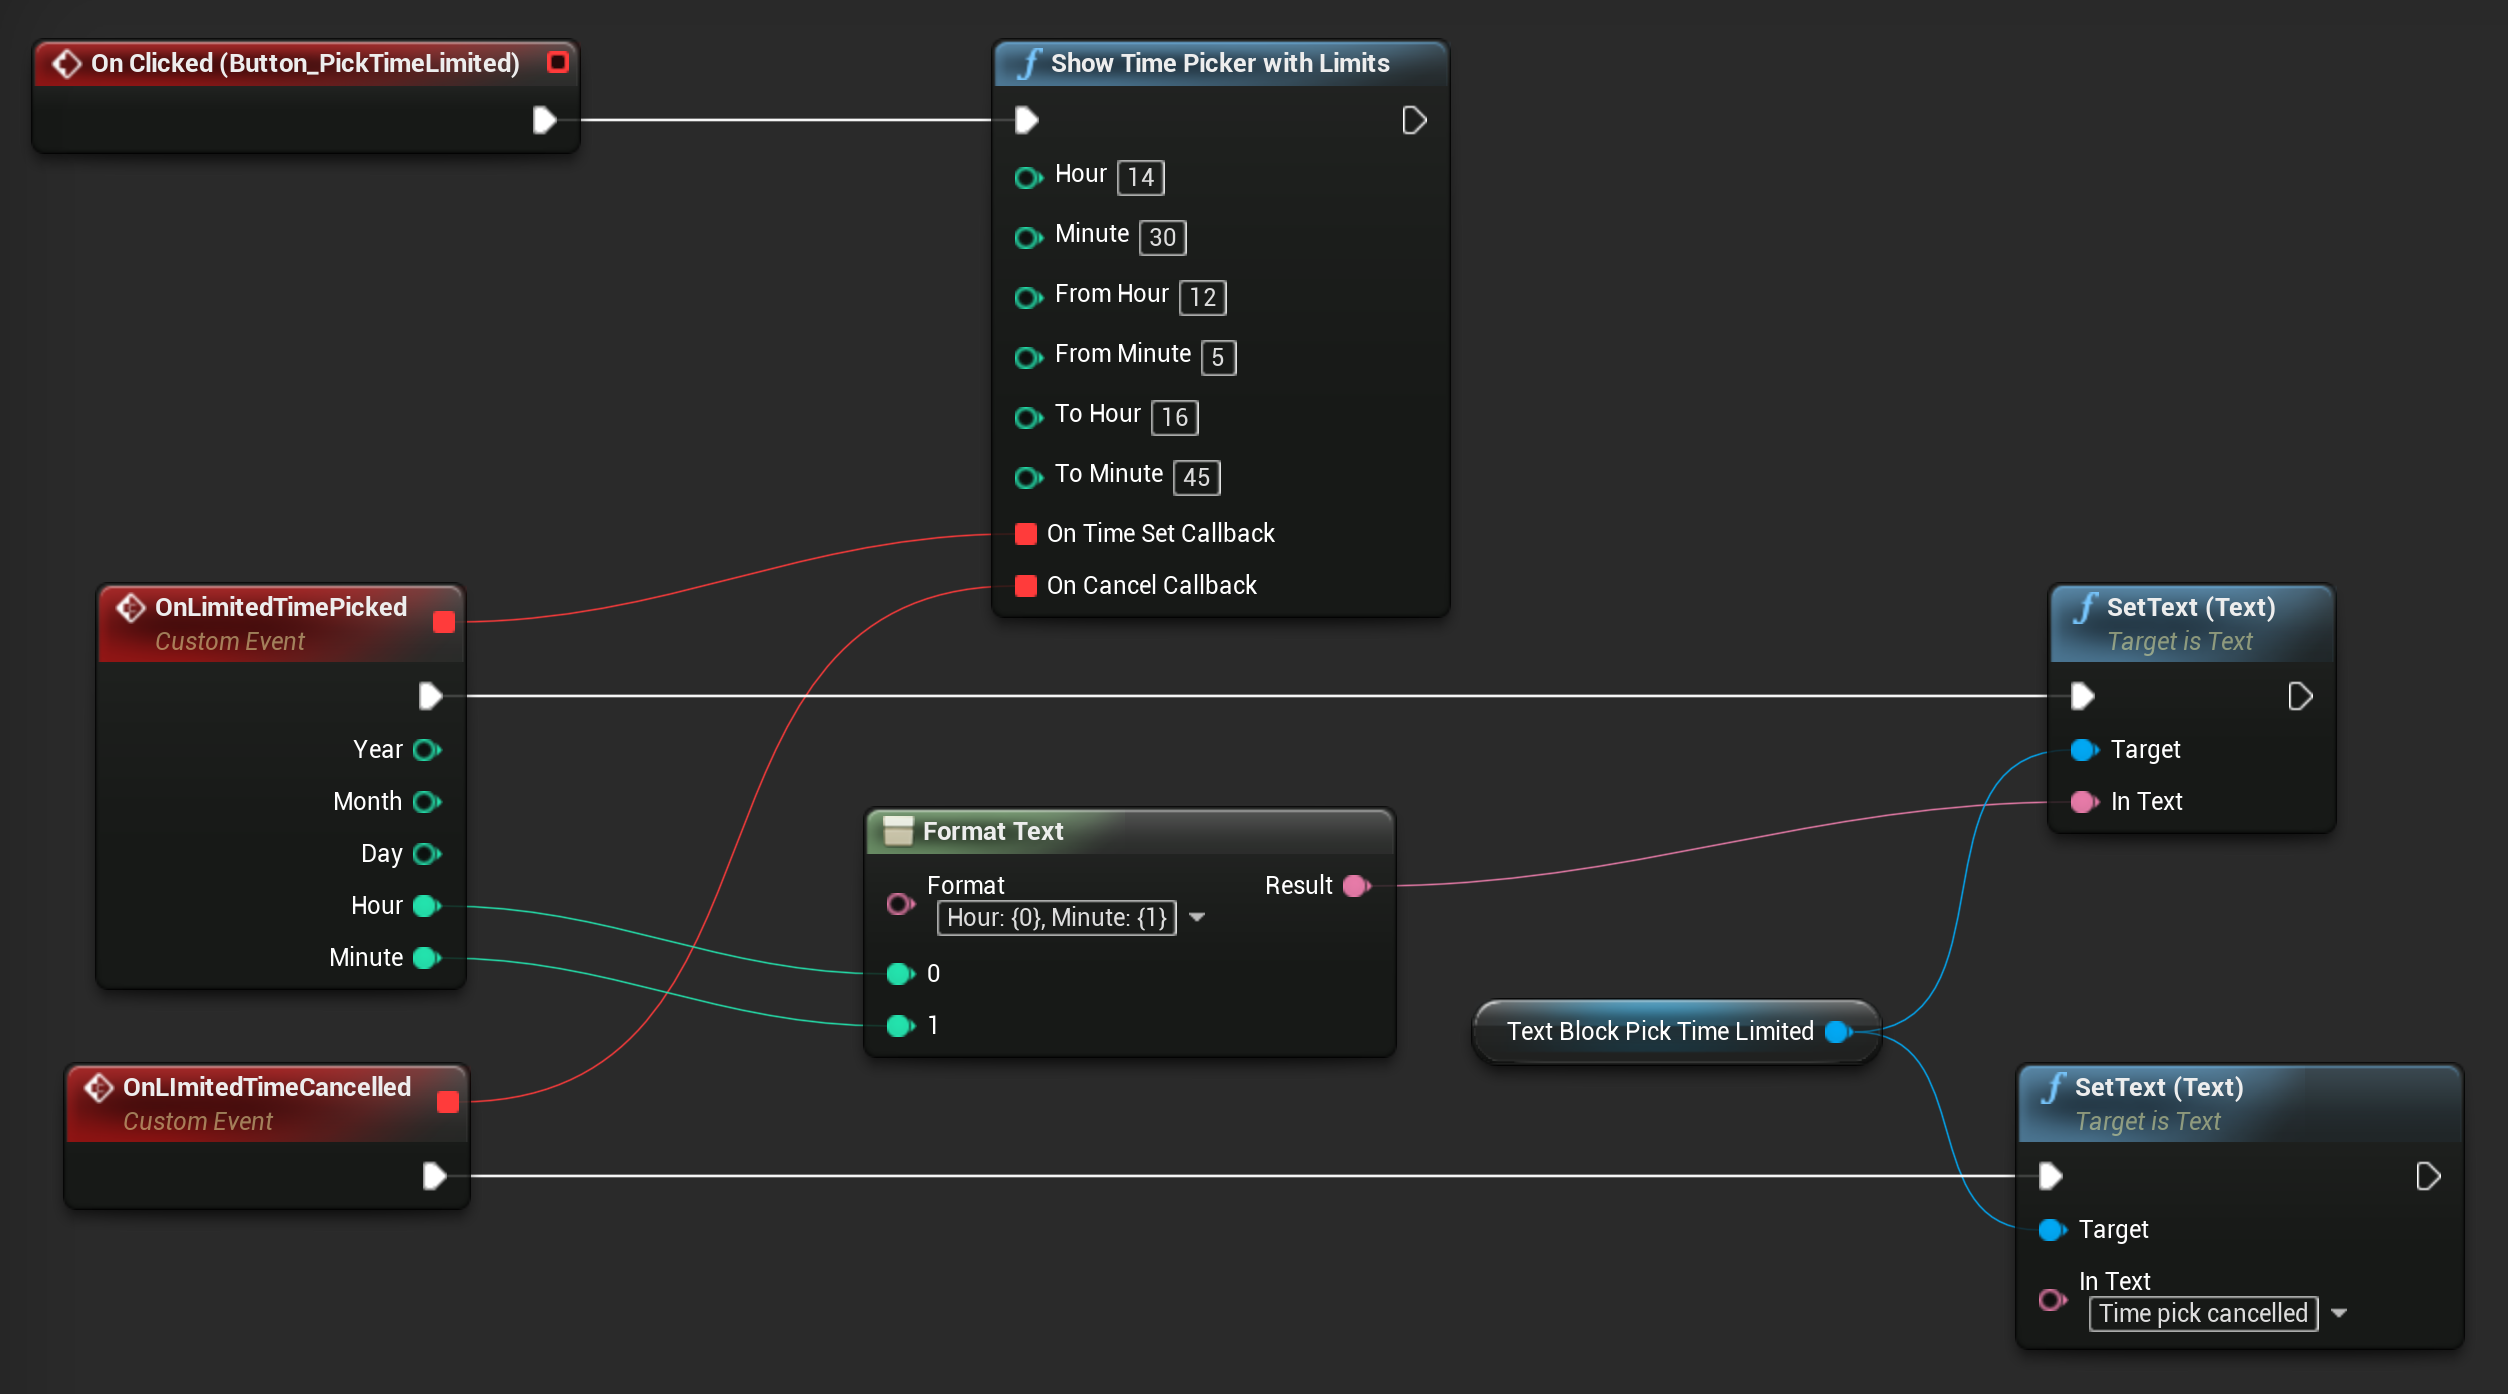 On Clicked (Button_PickTimeLimited)
Show Time Picker with Limits
Hour 14
Minute 30
From Hour 12
From Minute 5
To Hour 16
To Minute 45
On Time Set Callback
On Cancel Callback
OnLimitedTimePicked
Custom Event
Year
Month
Day
Hour
Minute
Format Text
Format
Result
Hour: {0}, Minute: {1}
0
1
SetText (Text)
Target is Text
Target
In Text
Text Block Pick Time Limited
OnLImitedTimeCancelled
Custom Event
SetText (Text)
Target is Text
Target
In Text
Time pick cancelled